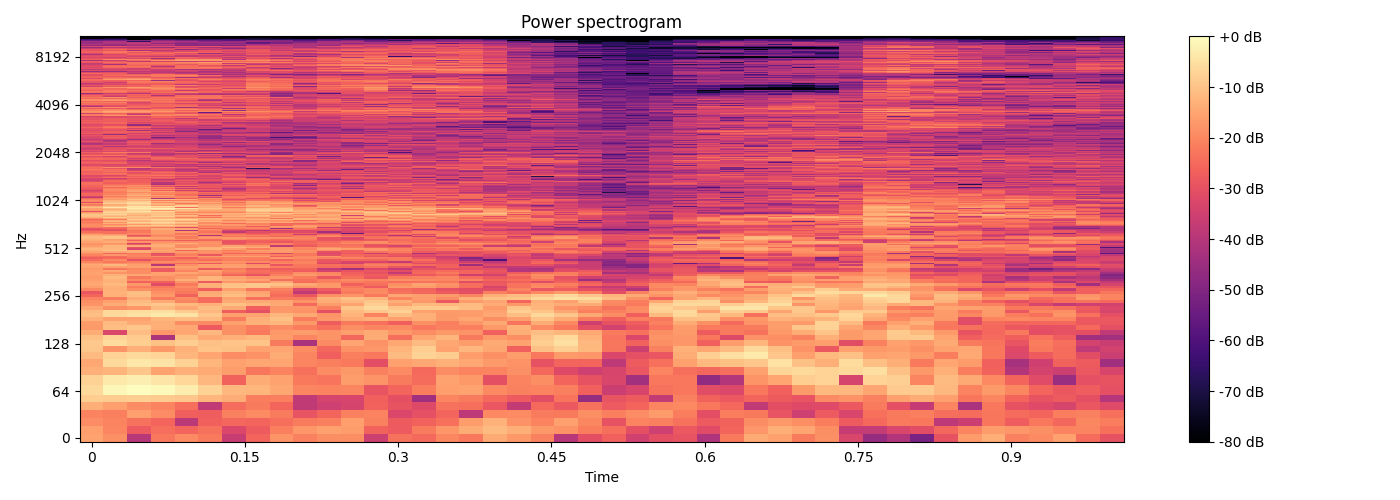 Power spectrogram
Hz
8192
4096
2048
1024
512
256
128
64
0
0 0.15 0.3 0.45 0.6 0.75 0.9
Time
+0 dB
-10 dB
-20 dB
-30 dB
-40 dB
-50 dB
-60 dB
-70 dB
-80 dB